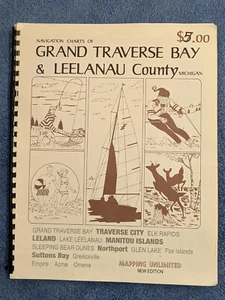 NAVIGATION CHARTS OF
$5.00
GRAND TRAVERSE BAY
& LEELANAU County MICHIGAN
GRAND TRAVERSE BAY TRAVERSE CITY ELK RAPIDS
LELAND LAKE LEELANAU MANITOU ISLANDS
SLEEPING BEAR DUNES Northport GLEN LAKE Fox Islands
Suttons Bay Greilickville
Empire Acme Omena MAPPING UNLIMITED
NEW EDITION